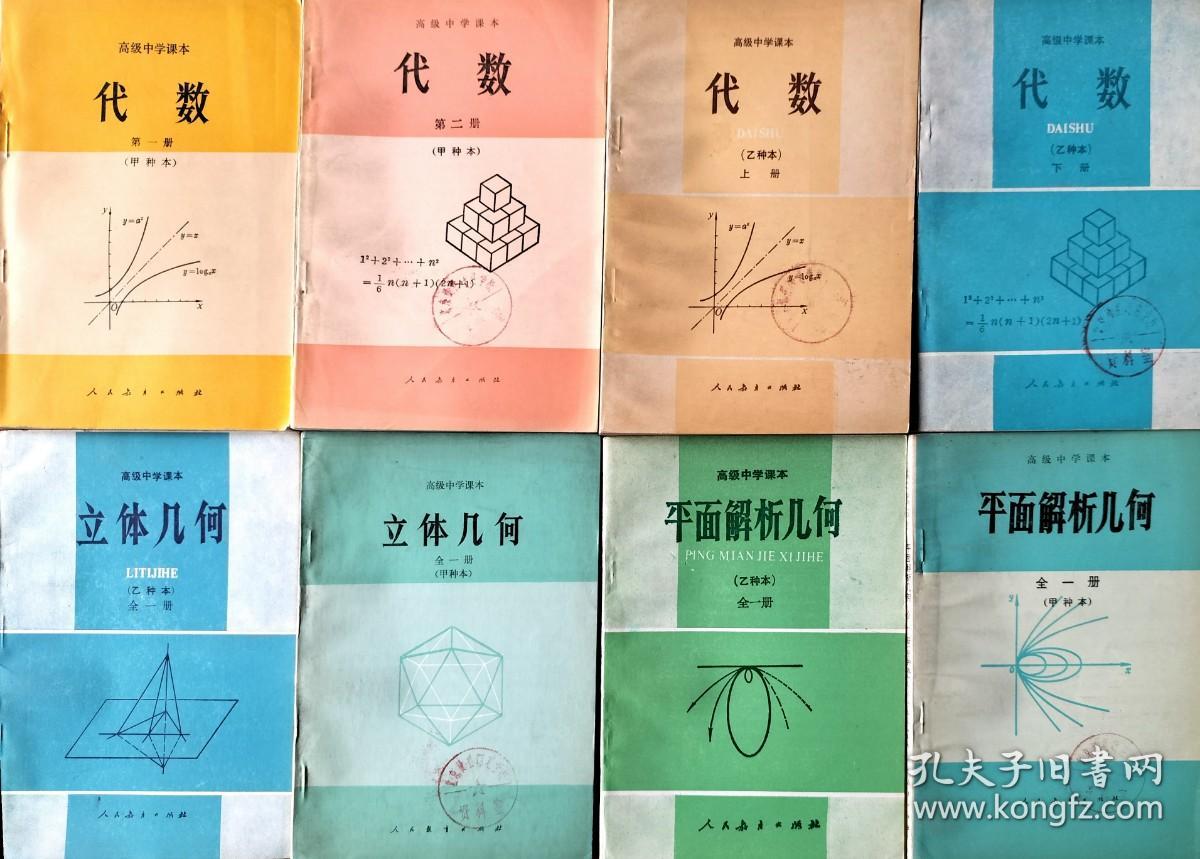 高级中学课本
代数
第一册
(甲种本)
y
y=aˣ
y=x
y=logₐx
O
x
人民教育出版社
高级中学课本
代数
第二册
(甲种本)
1²+2²+…+n²
=1/6 n(n+1)(2n+1)
人民教育出版社
高级中学课本
代数
DAISHU
(乙种本)
上册
y
y=aˣ
y=x
y=logₐx
O
x
人民教育出版社
高级中学课本
代数
DAISHU
(乙种本)
下册
1²+2²+…+n²
=1/6 n(n+1)(2n+1)
资料
人民教育出版社
高级中学课本
立体几何
LITIJIHE
(乙种本)
全一册
人民教育出版社
高级中学课本
立体几何
全一册
(甲种本)
资料室
人民教育出版社
高级中学课本
平面解析几何
PING MIAN JIE XI JIHE
(乙种本)
全一册
人民教育出版社
高级中学课本
平面解析几何
全一册
(甲种本)
y
O
x
孔夫子旧书网
www.kongfz.com